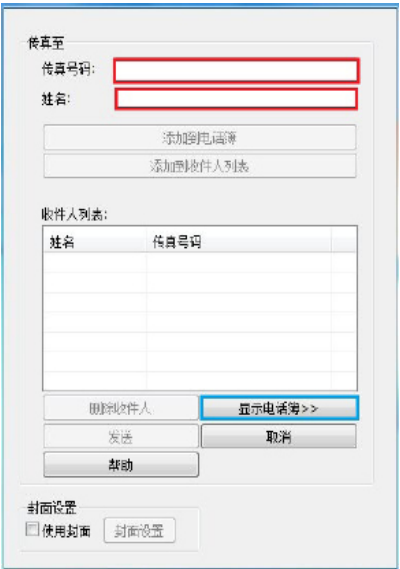 传真至
传真号码:
姓名:
添加到电话簿
添加到收件人列表
收件人列表:
姓名 传真号码
删除收件人 显示电话簿>>
发送 取消
帮助
封面设置
使用封面 封面设置